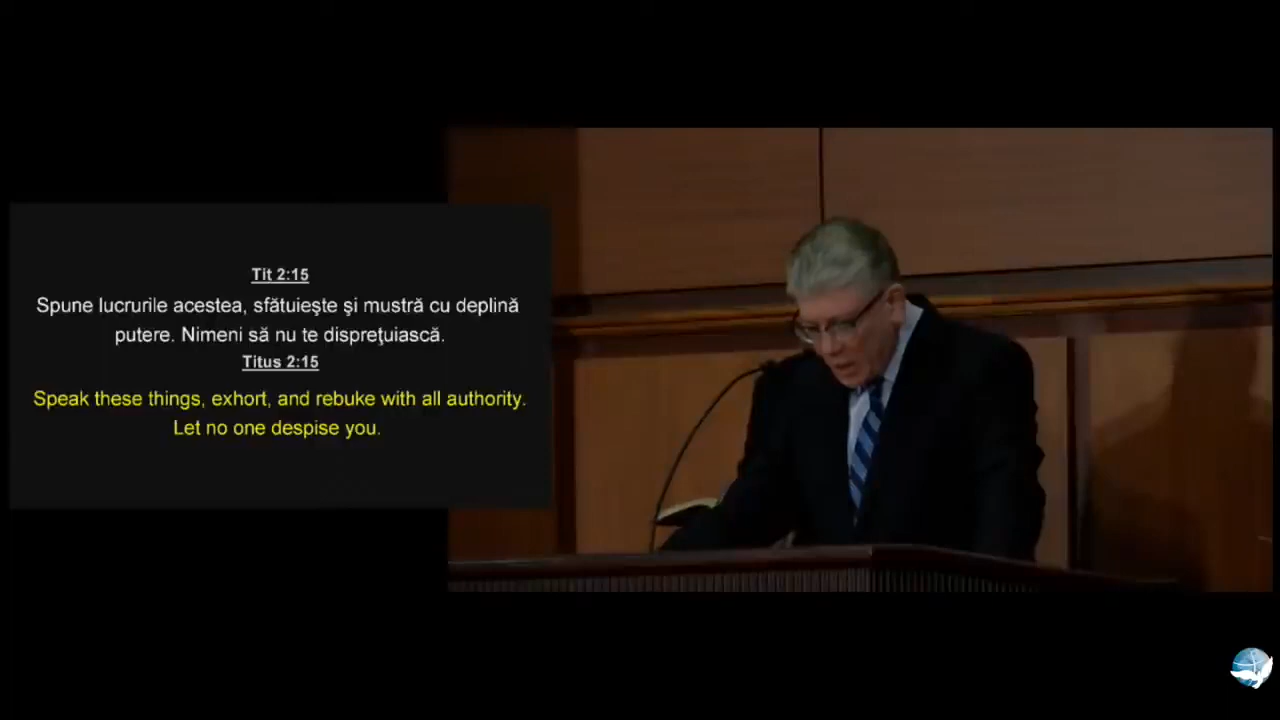 Tit 2:15
Spune lucrurile acestea, sfătuieşte şi mustră cu deplină
putere. Nimeni să nu te dispreţuiască.
Titus 2:15
Speak these things, exhort, and rebuke with all authority.
Let no one despise you.